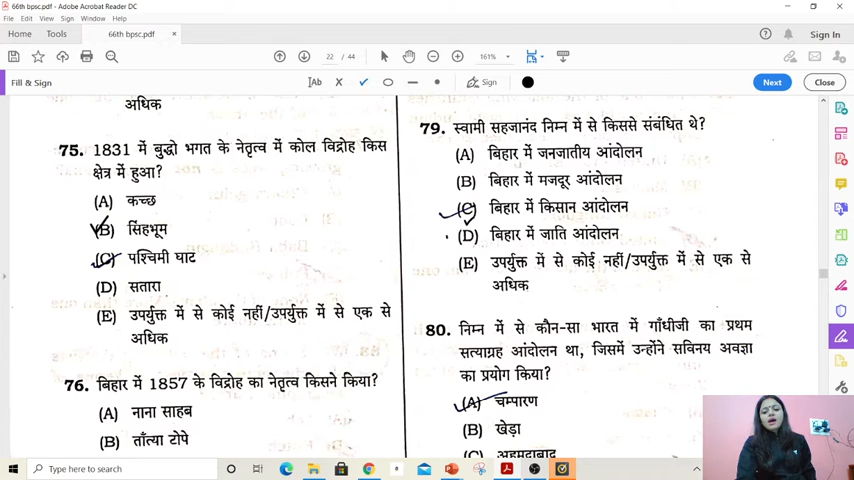 66th bpsc.pdf - Adobe Acrobat Reader DC
File Edit View Sign Window Help
Home Tools 66th bpsc.pdf × Sign In
22 / 44 161%
Fill & Sign Ab Sign Next Close
अधिक
75. 1831 में बुद्धो भगत के नेतृत्व में कोल विद्रोह किस
क्षेत्र में हुआ?
(A) कच्छ
(B) सिंहभूम
(C) पश्चिमी घाट
(D) सतारा
(E) उपर्युक्त में से कोई नहीं/उपर्युक्त में से एक से
अधिक
76. बिहार में 1857 के विद्रोह का नेतृत्व किसने किया?
(A) नाना साहब
(B) ताँत्या टोपे
79. स्वामी सहजानंद निम्न में से किससे संबंधित थे?
(A) बिहार में जनजातीय आंदोलन
(B) बिहार में मजदूर आंदोलन
(C) बिहार में किसान आंदोलन
(D) बिहार में जाति आंदोलन
(E) उपर्युक्त में से कोई नहीं/उपर्युक्त में से एक से
अधिक
80. निम्न में से कौन-सा भारत में गाँधीजी का प्रथम
सत्याग्रह आंदोलन था, जिसमें उन्होंने सविनय अवज्ञा
का प्रयोग किया?
(A) चम्पारण
(B) खेड़ा
(C) अहमदाबाद
Type here to search